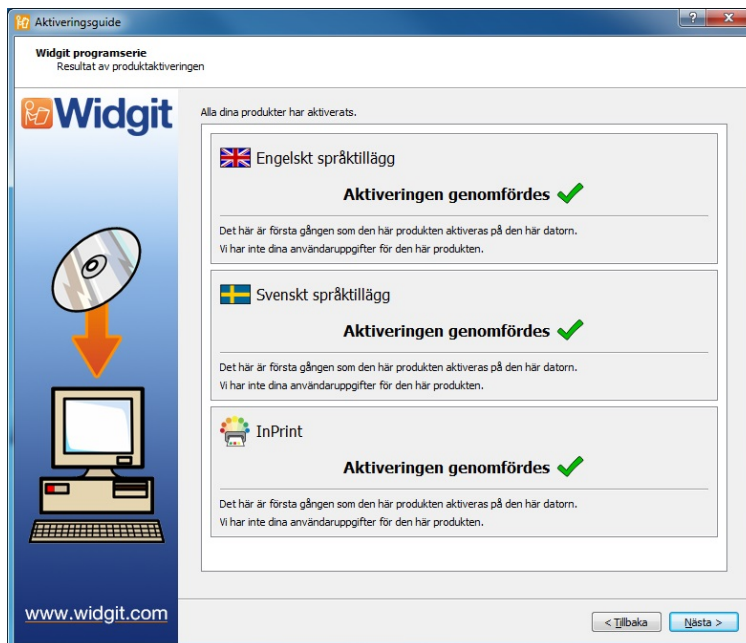 Aktiveringsguide
Widgit programserie
Resultat av produktaktiveringen
Widgit
Alla dina produkter har aktiverats.
Engelskt språktillägg
Aktiveringen genomfördes
Det här är första gången som den här produkten aktiveras på den här datorn.
Vi har inte dina användaruppgifter för den här produkten.
Svenskt språktillägg
Aktiveringen genomfördes
Det här är första gången som den här produkten aktiveras på den här datorn.
Vi har inte dina användaruppgifter för den här produkten.
InPrint
Aktiveringen genomfördes
Det här är första gången som den här produkten aktiveras på den här datorn.
Vi har inte dina användaruppgifter för den här produkten.
www.widgit.com
< Tillbaka
Nästa >